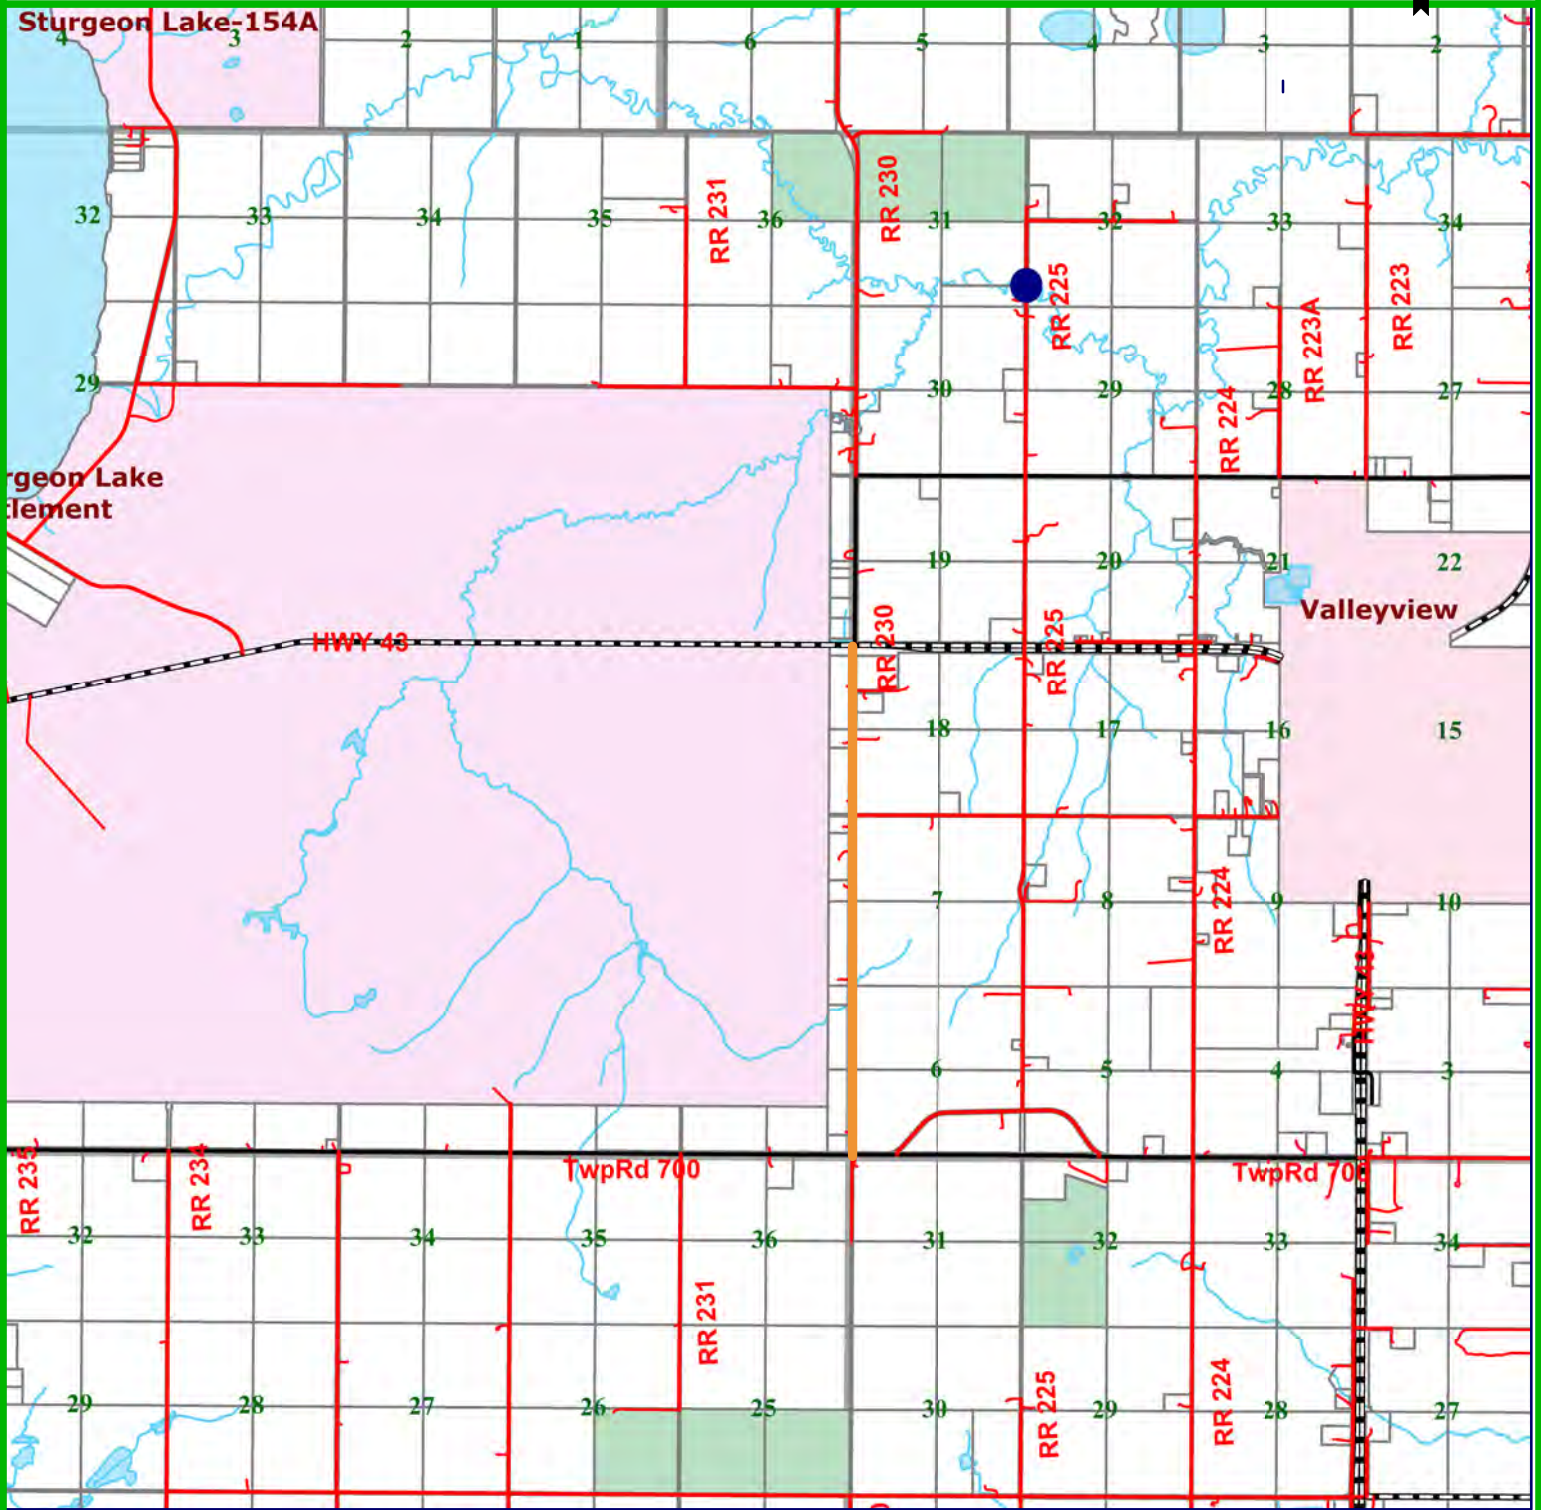 Sturgeon Lake-154A
4 3 2 1 6 5 4 3 2
32 33 34 35 RR 231 36 RR 230 31 32 33 34
RR 225 RR 223A RR 223
29 30 29 RR 224 28 27
rgeon Lake
tlement
19 20 21 22
Valleyview
HWY 43 RR 230 RR 225
18 17 16 15
7 8 RR 224 9 10
6 5 4 3
RR 235 RR 234 TwpRd 700 TwpRd 70
32 33 34 35 36 31 32 33 34
RR 231
29 28 27 26 25 30 RR 225 29 RR 224 28 27